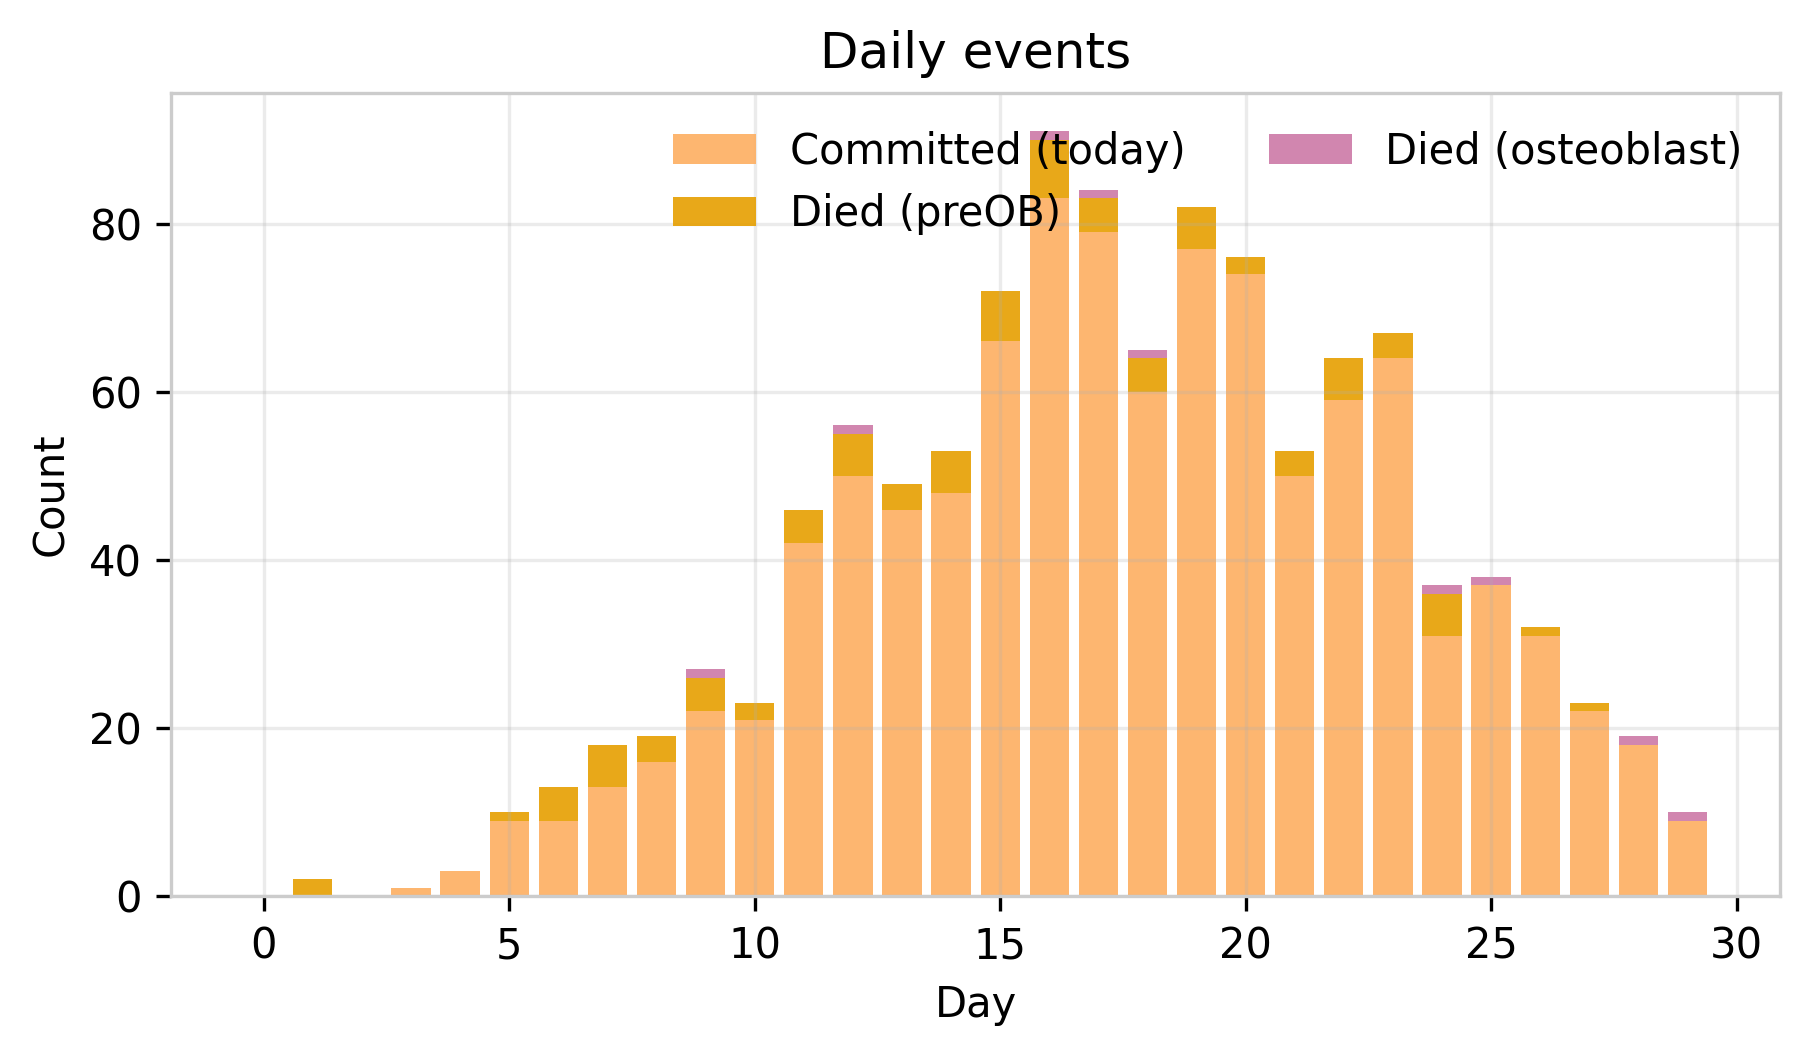 Daily events
Committed (today)
Died (preOB)
Died (osteoblast)
Count
80
60
40
20
0
0 5 10 15 20 25 30
Day